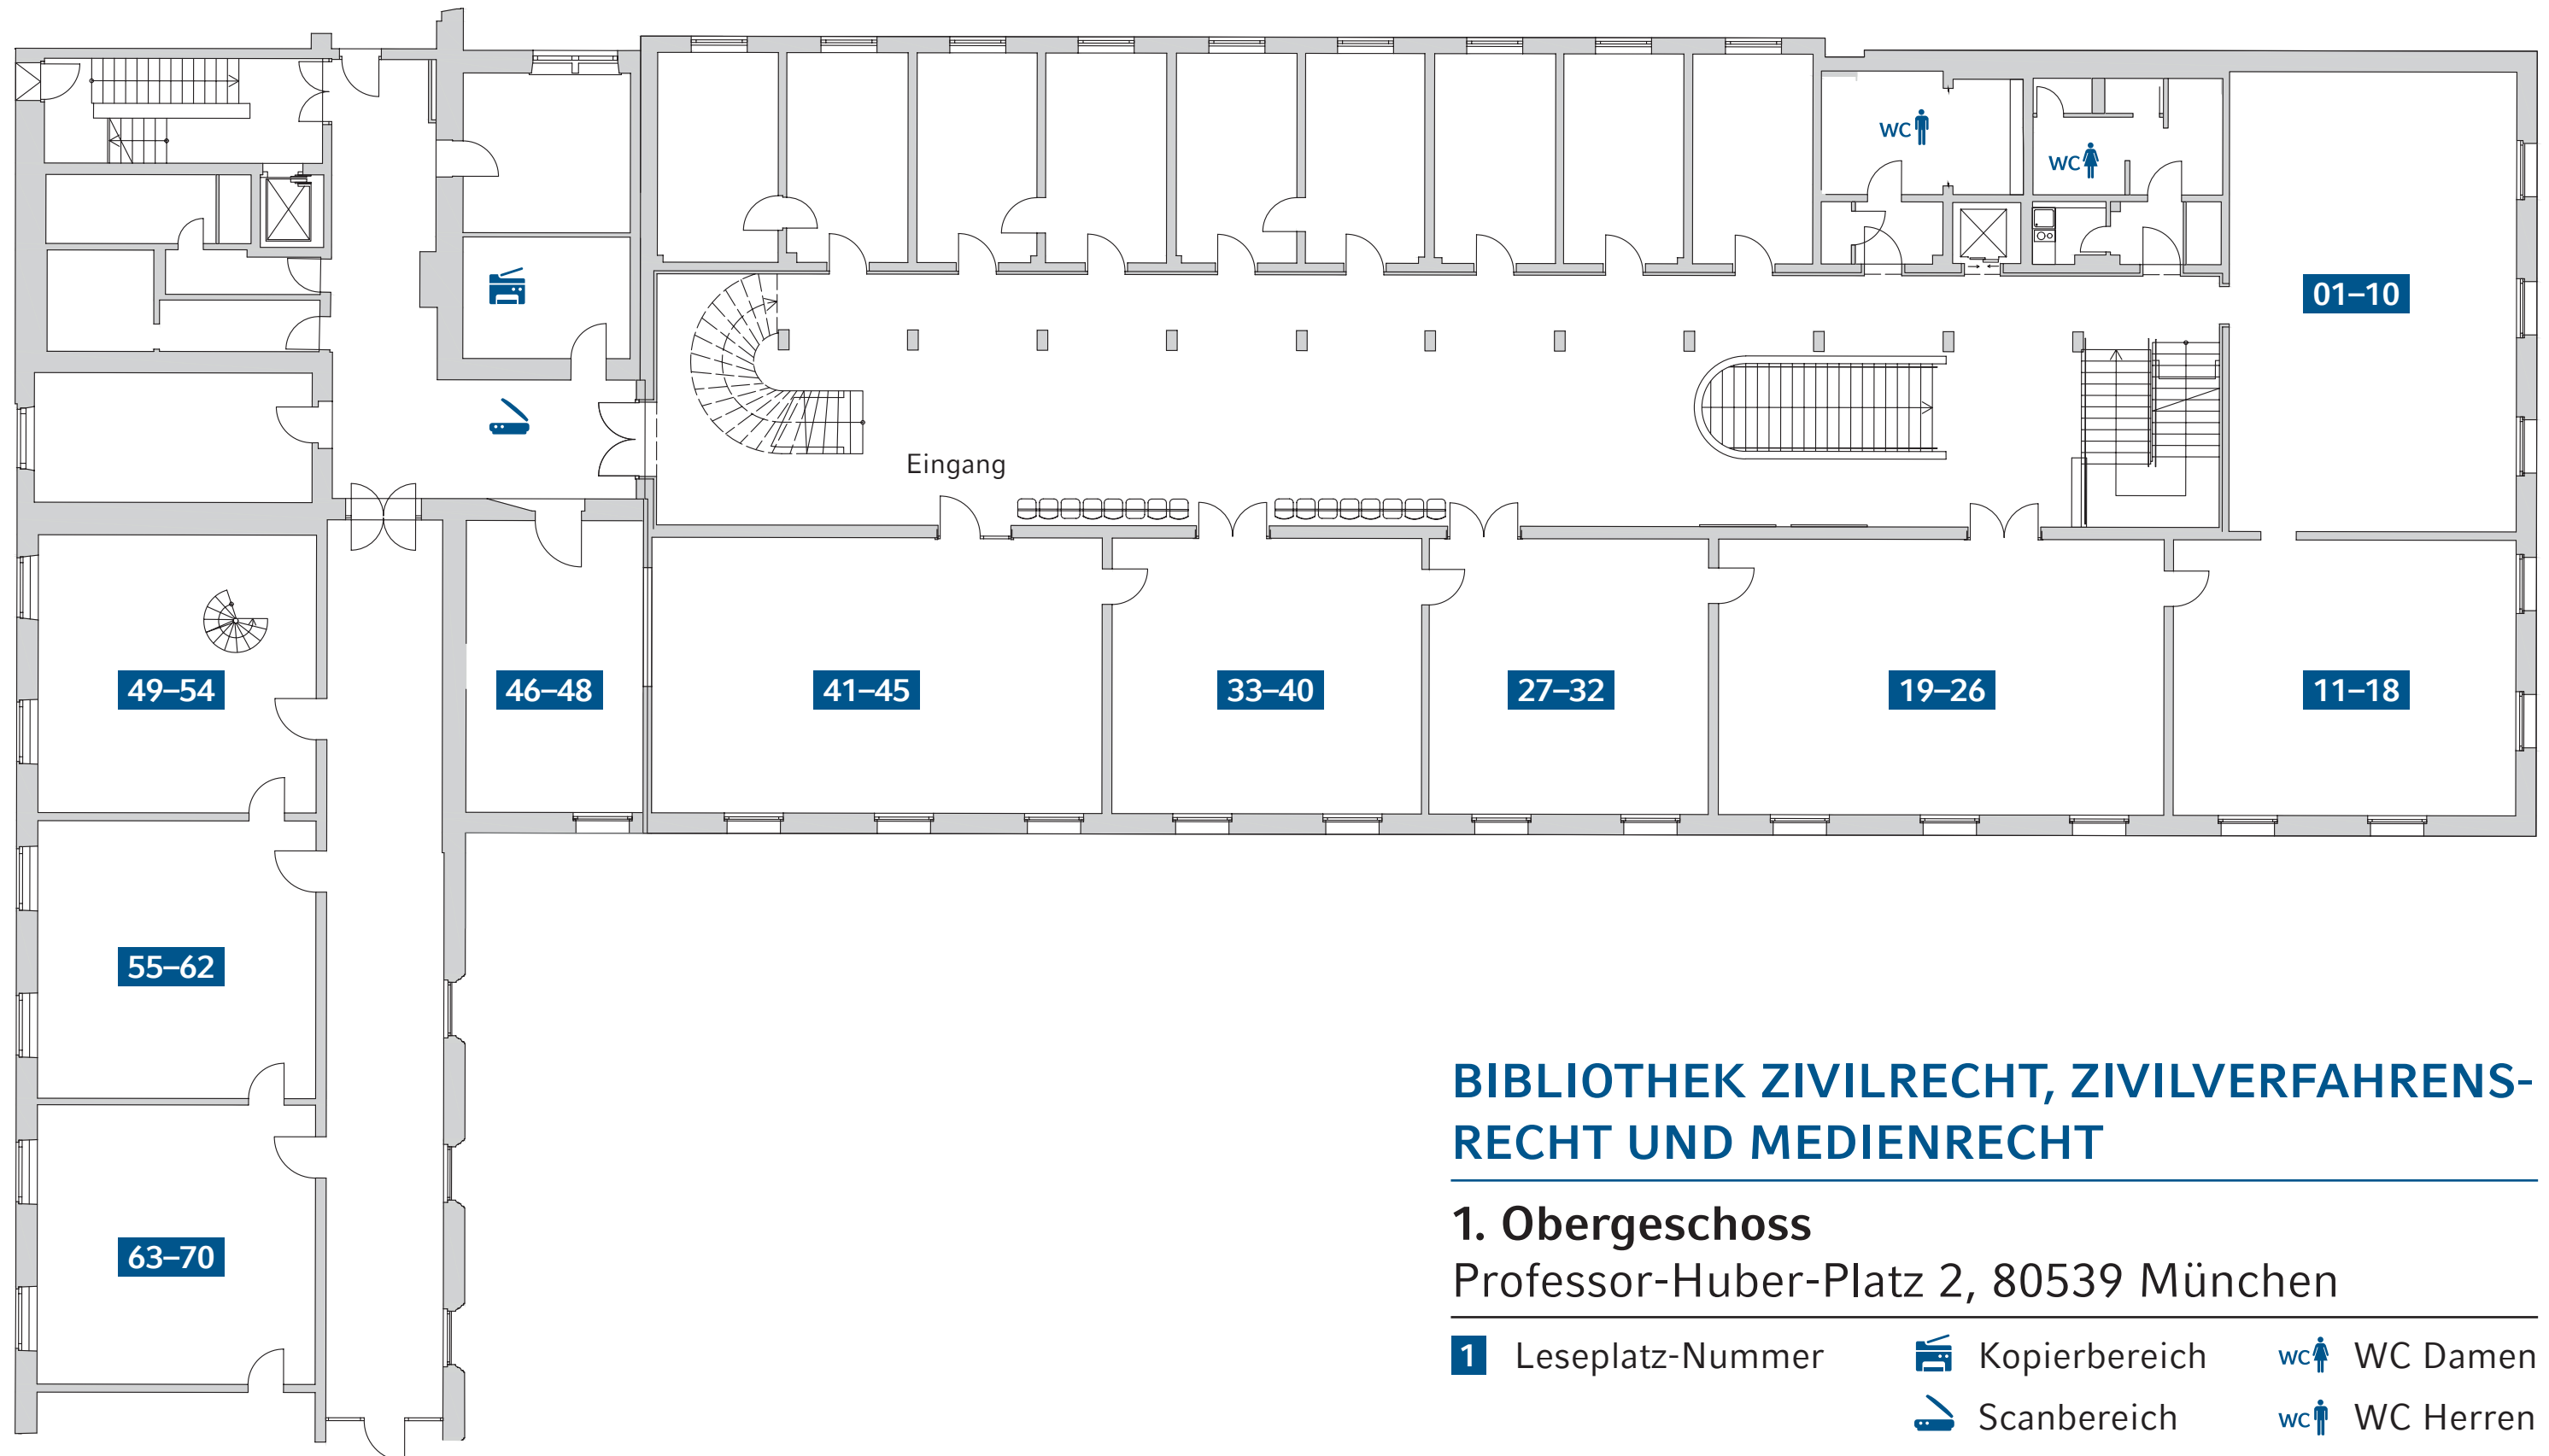 WC
WC
01–10
Eingang
49–54
46–48
41–45
33–40
27–32
19–26
11–18
55–62
63–70
BIBLIOTHEK ZIVILRECHT, ZIVILVERFAHRENS-
RECHT UND MEDIENRECHT
1. Obergeschoss
Professor-Huber-Platz 2, 80539 München
1 Leseplatz-Nummer
Kopierbereich
WC WC Damen
Scanbereich
WC WC Herren